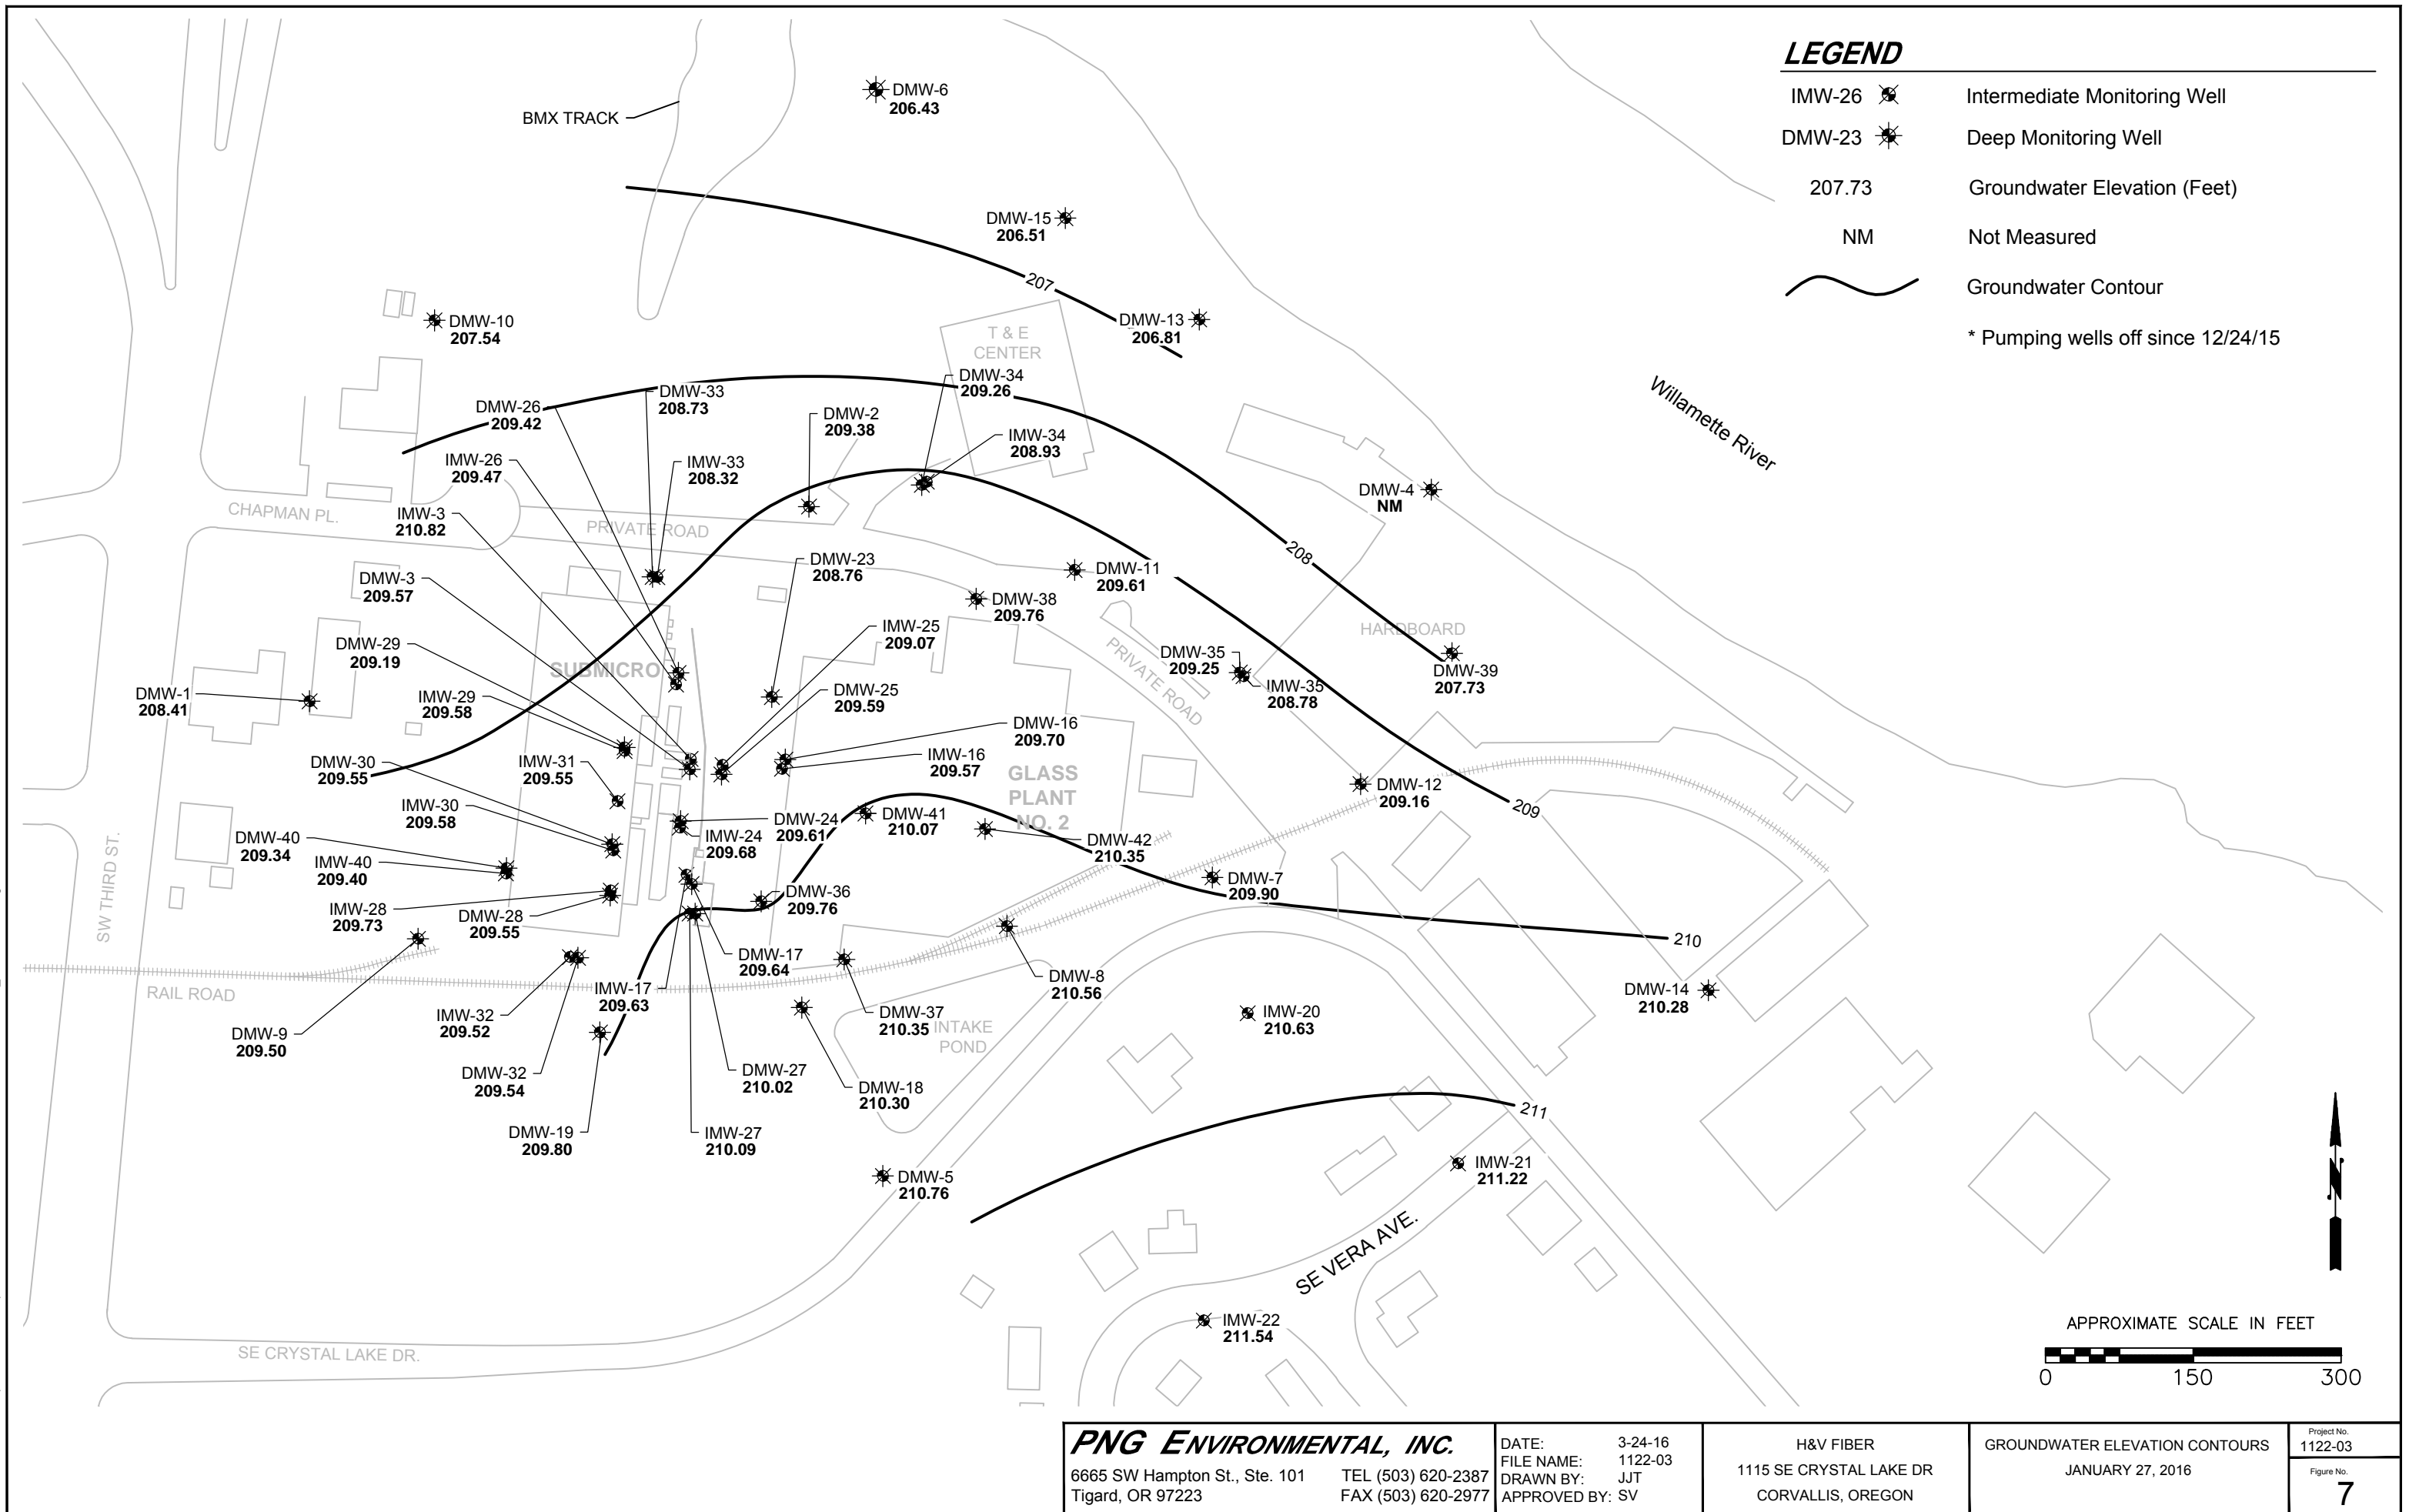 LEGEND
IMW-26 Intermediate Monitoring Well
DMW-23 Deep Monitoring Well
207.73 Groundwater Elevation (Feet)
NM Not Measured
Groundwater Contour
* Pumping wells off since 12/24/15
DMW-6
206.43
BMX TRACK
DMW-15
206.51
207
DMW-10
207.54
DMW-13
206.81
T & E
CENTER
DMW-34
209.26
DMW-33
208.73
DMW-26
209.42
DMW-2
209.38
IMW-34
208.93
Willamette River
IMW-26
209.47
IMW-33
208.32
DMW-4
NM
CHAPMAN PL.
PRIVATE ROAD
IMW-3
210.82
208
DMW-23
208.76
DMW-11
209.61
DMW-3
209.57
DMW-38
209.76
IMW-25
209.07
HARDBOARD
DMW-29
209.19
SUBMICRO
PRIVATE ROAD
DMW-35
209.25
DMW-39
207.73
DMW-1
208.41
IMW-29
209.58
DMW-25
209.59
IMW-35
208.78
DMW-16
209.70
DMW-30
209.55
IMW-31
209.55
IMW-16
209.57
GLASS
PLANT
NO. 2
DMW-12
209.16
209
IMW-30
209.58
DMW-24
209.61
DMW-41
210.07
DMW-40
209.34
IMW-24
209.68
DMW-42
210.35
IMW-40
209.40
SW THIRD ST.
DMW-7
209.90
IMW-28
209.73
DMW-28
209.55
DMW-36
209.76
210
DMW-17
209.64
DMW-8
210.56
RAIL ROAD
IMW-17
209.63
DMW-14
210.28
IMW-32
209.52
DMW-37
210.35
INTAKE
POND
IMW-20
210.63
DMW-9
209.50
DMW-32
209.54
DMW-27
210.02
DMW-18
210.30
211
DMW-19
209.80
IMW-27
210.09
DMW-5
210.76
IMW-21
211.22
SE VERA AVE.
IMW-22
211.54
SE CRYSTAL LAKE DR.
N
APPROXIMATE SCALE IN FEET
0 150 300
PNG ENVIRONMENTAL, INC.
6665 SW Hampton St., Ste. 101 TEL (503) 620-2387
Tigard, OR 97223 FAX (503) 620-2977
DATE: 3-24-16
FILE NAME: 1122-03
DRAWN BY: JJT
APPROVED BY: SV
H&V FIBER
1115 SE CRYSTAL LAKE DR
CORVALLIS, OREGON
GROUNDWATER ELEVATION CONTOURS
JANUARY 27, 2016
Project No.
1122-03
Figure No.
7